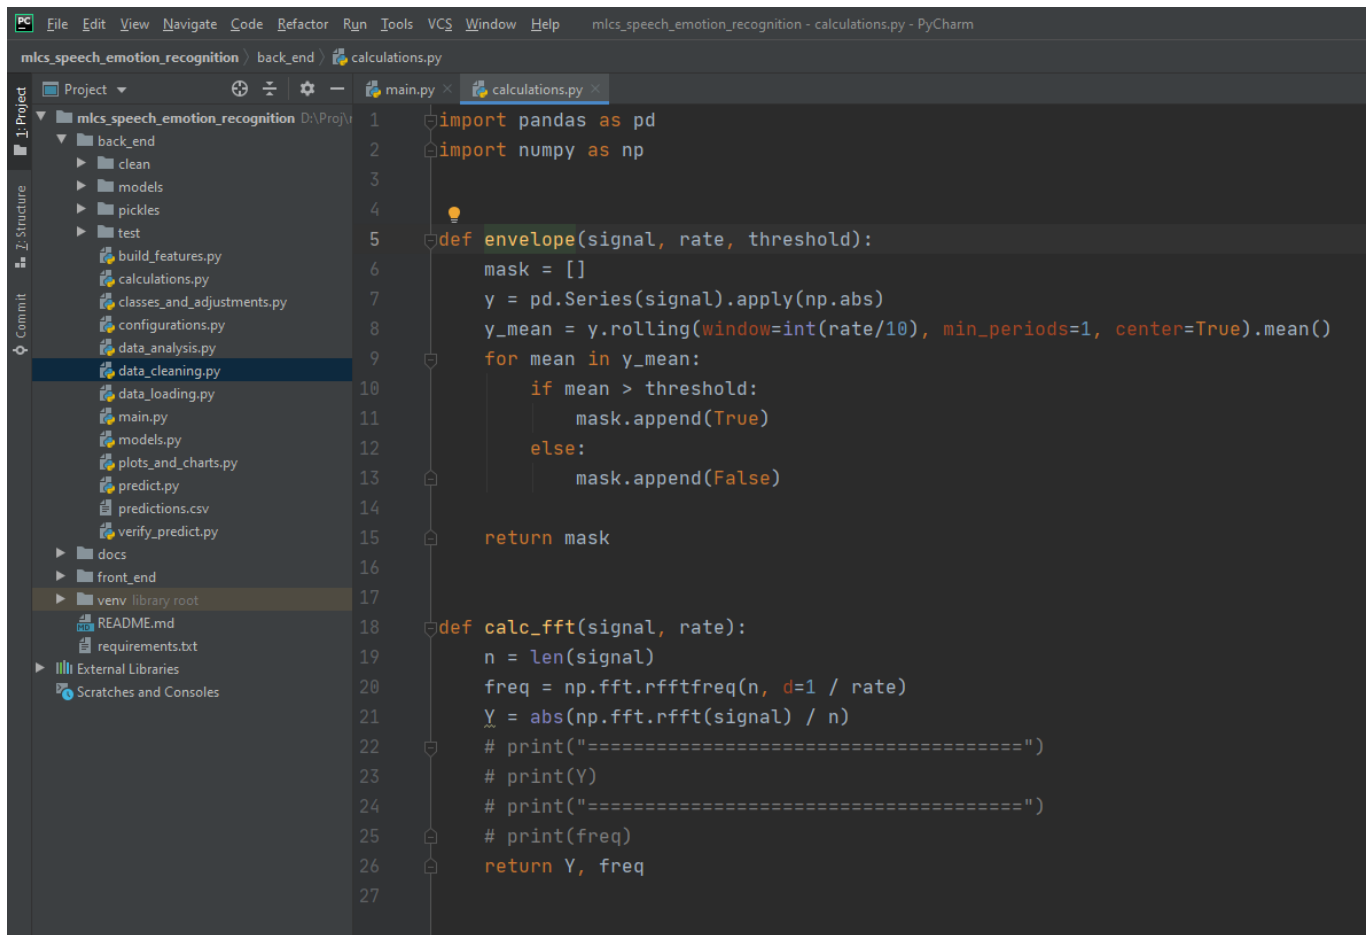 PC File Edit View Navigate Code Refactor Run Tools VCS Window Help mlcs_speech_emotion_recognition - calculations.py - PyCharm
mlcs_speech_emotion_recognition back_end calculations.py
1: Project
7: Structure
Commit
Project
mlcs_speech_emotion_recognition D:\Proj\
back_end
clean
models
pickles
test
build_features.py
calculations.py
classes_and_adjustments.py
configurations.py
data_analysis.py
data_cleaning.py
data_loading.py
main.py
models.py
plots_and_charts.py
predict.py
predictions.csv
verify_predict.py
docs
front_end
venv library root
MD README.md
requirements.txt
External Libraries
Scratches and Consoles
main.py calculations.py
1 import pandas as pd
2 import numpy as np
3
4
5 def envelope(signal, rate, threshold):
6     mask = []
7     y = pd.Series(signal).apply(np.abs)
8     y_mean = y.rolling(window=int(rate/10), min_periods=1, center=True).mean()
9     for mean in y_mean:
10         if mean > threshold:
11             mask.append(True)
12         else:
13             mask.append(False)
14
15     return mask
16
17
18 def calc_fft(signal, rate):
19     n = len(signal)
20     freq = np.fft.rfftfreq(n, d=1 / rate)
21     Y = abs(np.fft.rfft(signal) / n)
22     # print("======================================")
23     # print(Y)
24     # print("======================================")
25     # print(freq)
26     return Y, freq
27